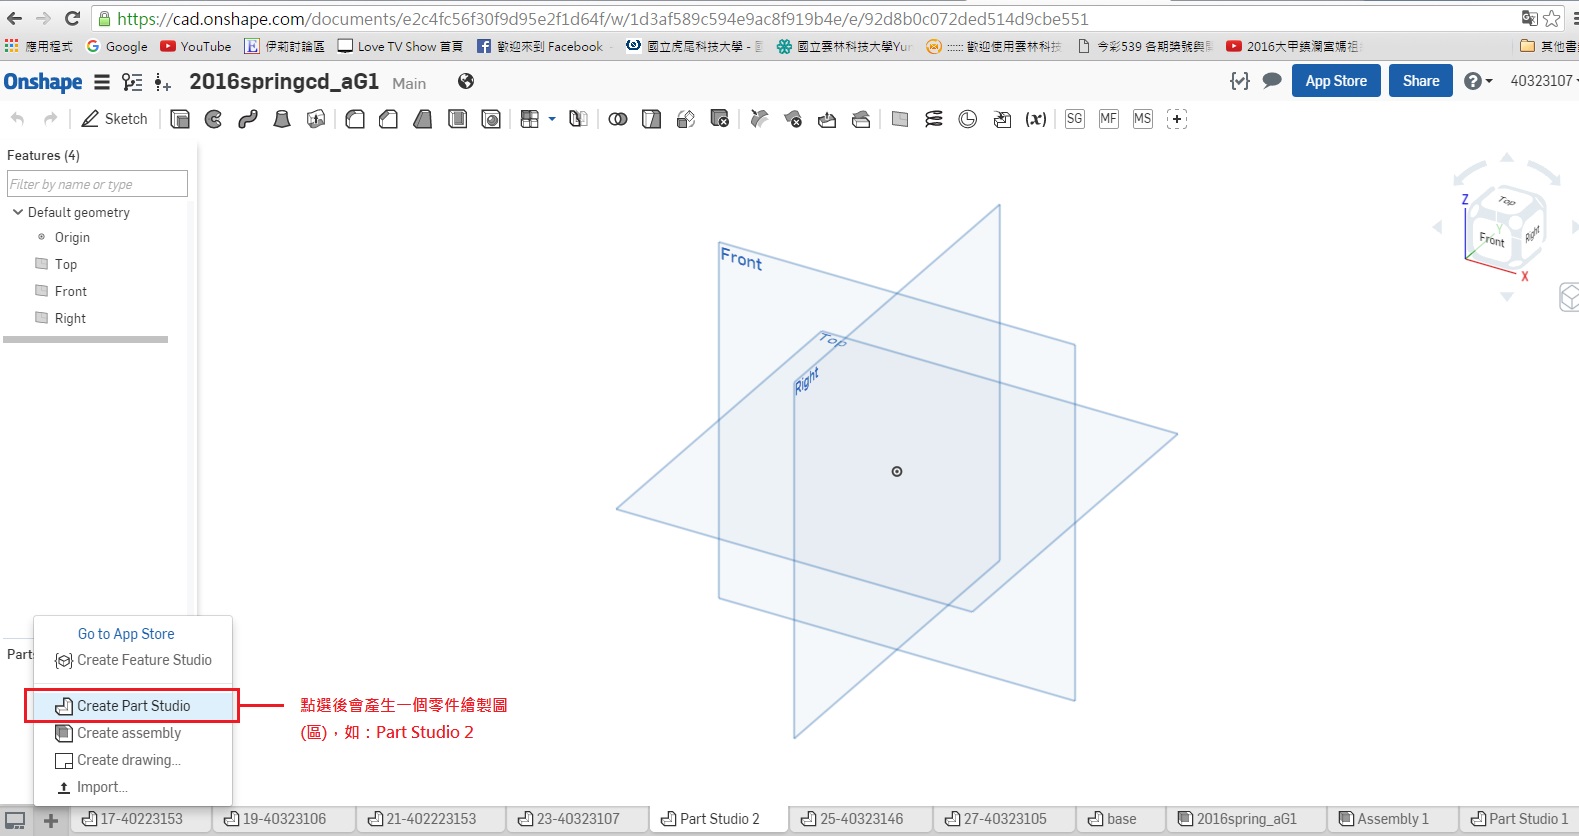 https://cad.onshape.com/documents/e2c4fc56f30f9d95e2f1d64f/w/1d3af589c594e9ac8f919b4e/e/92d8b0c072ded514d9cbe551
應用程式 Google YouTube 伊莉討論區 Love TV Show 首頁 歡迎來到 Facebook 國立虎尾科技大學 - 國立雲林科技大學Yun :::::: 歡迎使用雲林科技 今彩539 各期獎號與 2016大甲鎮瀾宮媽祖 其他書
Onshape 2016springcd_aG1 Main App Store Share 40323107
Sketch (x) SG MF MS
Features (4)
Filter by name or type
Default geometry
Origin
Top
Front
Right
Front
Top
Right
Z
Top
Y
Front
Right
X
Go to App Store
Create Feature Studio
Part
Create Part Studio
Create assembly
Create drawing...
Import...
點選後會產生一個零件繪製圖
(區)，如：Part Studio 2
17-40223153 19-40323106 21-402223153 23-40323107 Part Studio 2 25-40323146 27-40323105 base 2016spring_aG1 Assembly 1 Part Studio 1